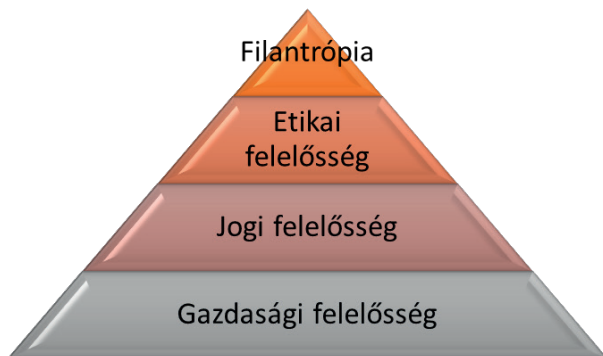 Filantrópia
Etikai
felelősség
Jogi felelősség
Gazdasági felelősség